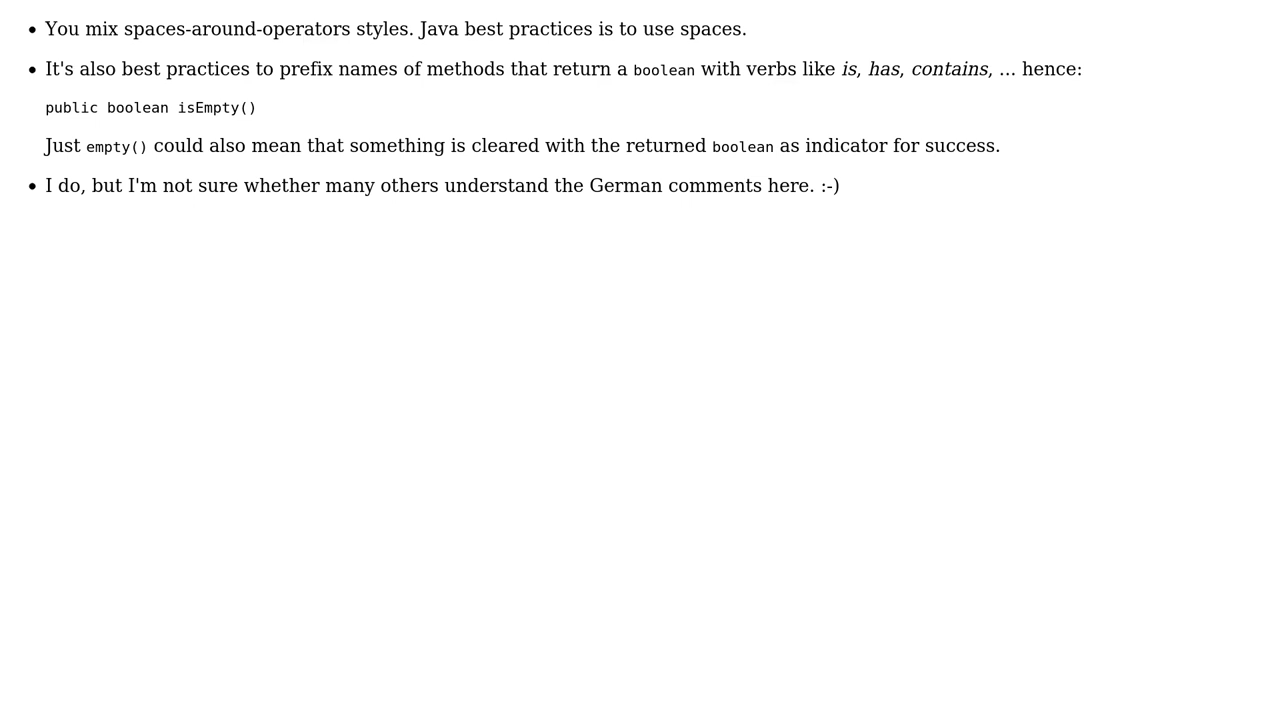 You mix spaces-around-operators styles. Java best practices is to use spaces.
It's also best practices to prefix names of methods that return a boolean with verbs like is, has, contains, ... hence:
public boolean isEmpty()
Just empty() could also mean that something is cleared with the returned boolean as indicator for success.
I do, but I'm not sure whether many others understand the German comments here. :-)